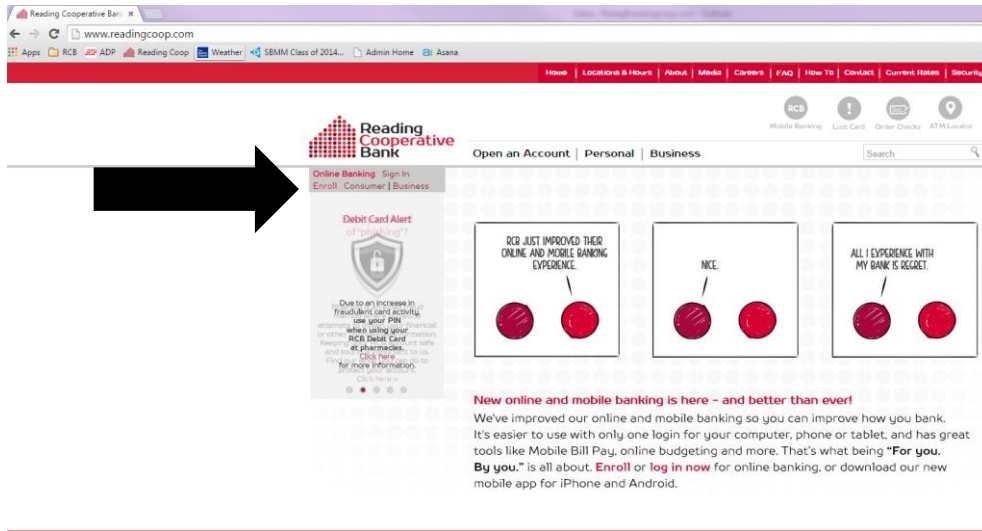 Reading Cooperative Ban
www.readingcoop.com
Apps RCB ADP Reading Coop Weather SBMM Class of 2014... Admin Home Asana
Home | Locations & Hours | About | Media | Careers | FAQ | How To | Contact | Current Rates | Security
RCB
Mobile Banking Lost Card Order Checks ATM Locator
Reading
Cooperative
Bank
Open an Account | Personal | Business
Search
Online Banking Sign In
Enroll Consumer | Business
Debit Card Alert
of "phishing"?
Due to an increase in
fraudulent card activity,
use your PIN
when using your
RCB Debit Card
at pharmacies.
Click here
for more information.
Click here >
RCB JUST IMPROVED THEIR
ONLINE AND MOBILE BANKING
EXPERIENCE.
NICE.
ALL I EXPERIENCE WITH
MY BANK IS REGRET.
New online and mobile banking is here – and better than ever!
We've improved our online and mobile banking so you can improve how you bank.
It's easier to use with only one login for your computer, phone or tablet, and has great
tools like Mobile Bill Pay, online budgeting and more. That's what being "For you.
By you." is all about. Enroll or log in now for online banking, or download our new
mobile app for iPhone and Android.